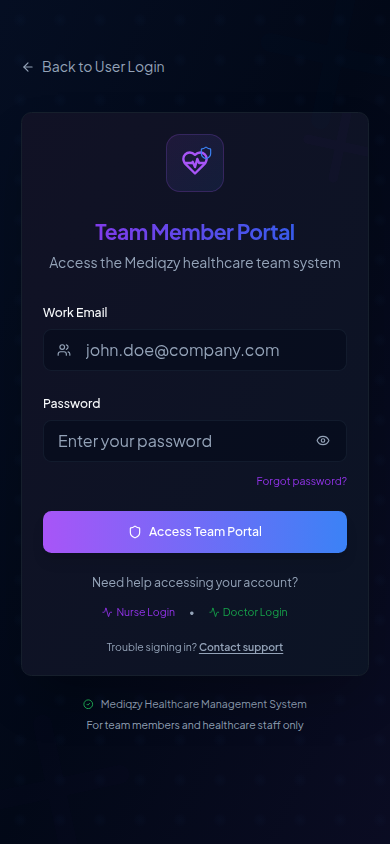 Back to User Login
Team Member Portal
Access the Mediqzy healthcare team system
Work Email
john.doe@company.com
Password
Enter your password
Forgot password?
Access Team Portal
Need help accessing your account?
Nurse Login • Doctor Login
Trouble signing in? Contact support
Mediqzy Healthcare Management System
For team members and healthcare staff only